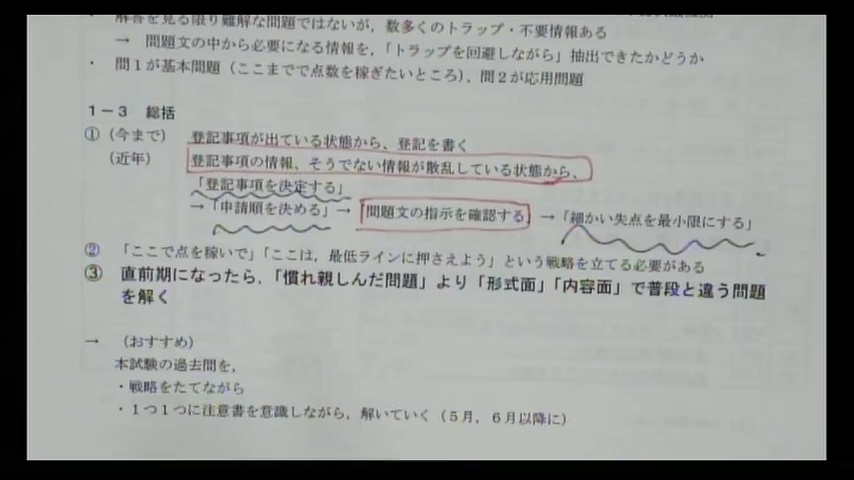 ・ 解答を見る限り難解な問題ではないが，数多くのトラップ・不要情報ある
→ 問題文の中から必要になる情報を，「トラップを回避しながら」抽出できたかどうか
・ 問１が基本問題（ここまでで点数を稼ぎたいところ）、問２が応用問題
１－３ 総括
①（今まで） 登記事項が出ている状態から、登記を書く
（近年） 登記事項の情報、そうでない情報が散乱している状態から、
「登記事項を決定する」
→「申請順を決める」→ 問題文の指示を確認する →「細かい失点を最小限にする」
② 「ここで点を稼いで」「ここは，最低ラインに押さえよう」という戦略を立てる必要がある
③ 直前期になったら，「慣れ親しんだ問題」より「形式面」「内容面」で普段と違う問題
を解く
→ （おすすめ）
本試験の過去問を，
・戦略をたてながら
・１つ１つに注意書を意識しながら，解いていく（５月，６月以降に）